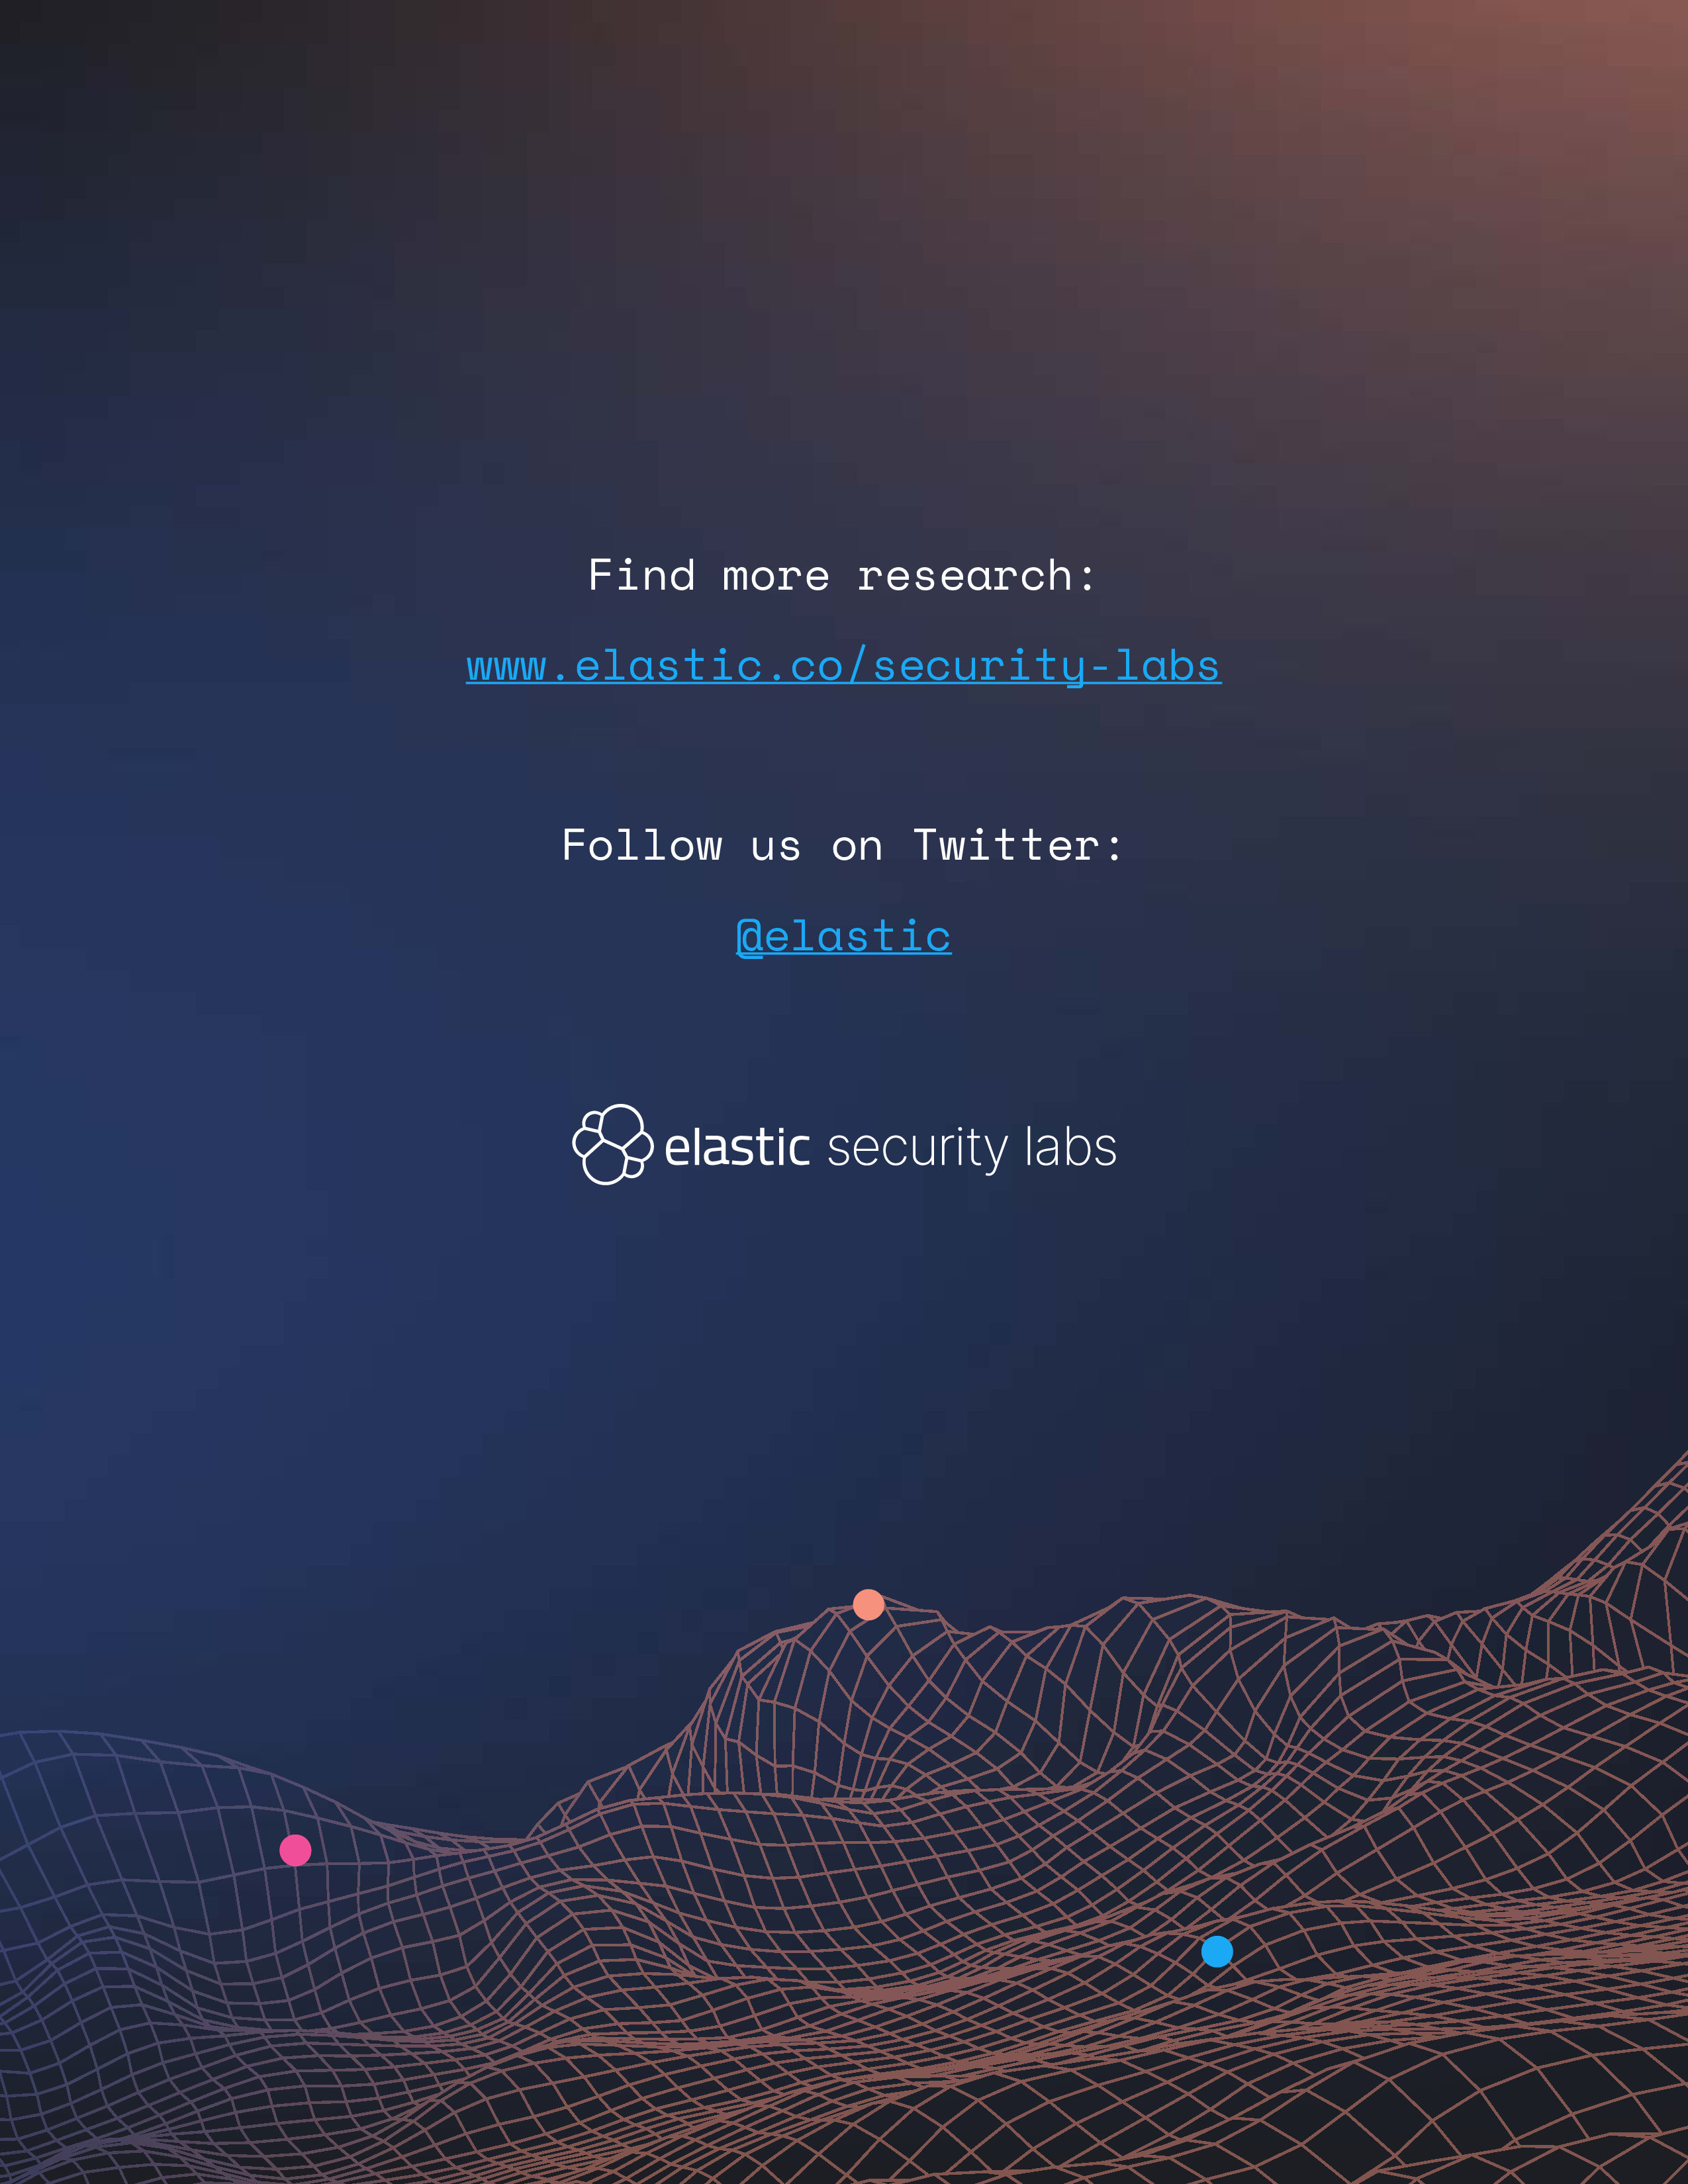 Find more research:
www.elastic.co/security-labs
Follow us on Twitter:
@elastic
elastic security labs